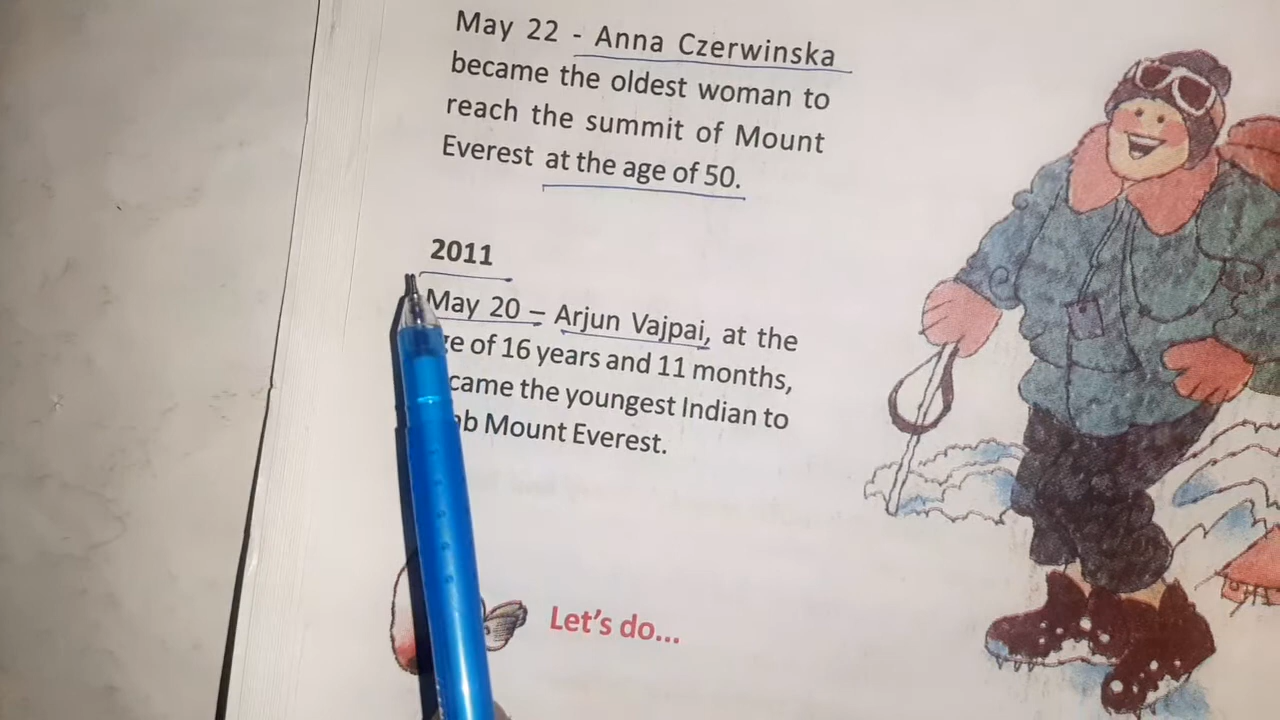 May 22 - Anna Czerwinska
became the oldest woman to
reach the summit of Mount
Everest at the age of 50.
2011
May 20 – Arjun Vajpai, at the
of 16 years and 11 months,
the youngest Indian to
Mount Everest.
Let's do...